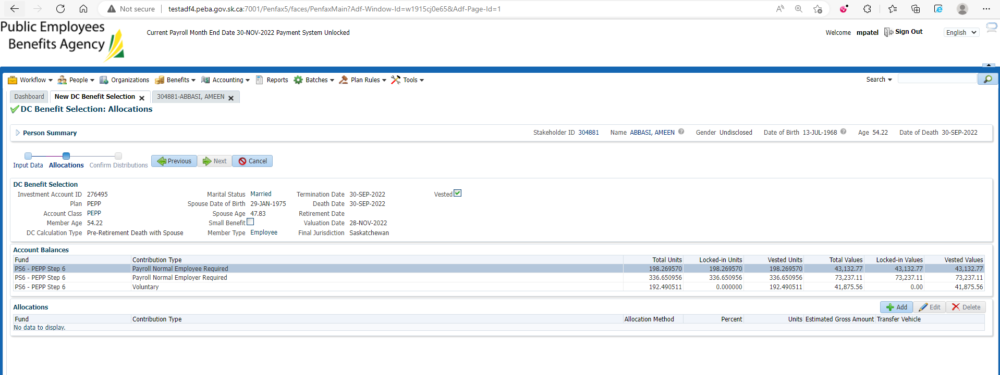 Not secure testadf4.peba.gov.sk.ca:7001/Penfax5/faces/PenfaxMain?Adf-Window-Id=w1915cj0e65&Adf-Page-Id=1
Public Employees
Benefits Agency
Current Payroll Month End Date 30-NOV-2022 Payment System Unlocked
Welcome mpatel Sign Out English
Workflow People Organizations Benefits Accounting Reports Batches Plan Rules Tools Search
Dashboard New DC Benefit Selection 304881-ABBASI, AMEEN
DC Benefit Selection: Allocations
Person Summary Stakeholder ID 304881 Name ABBASI, AMEEN Gender Undisclosed Date of Birth 13-JUL-1968 Age 54.22 Date of Death 30-SEP-2022
Input Data Allocations Confirm Distributions Previous Next Cancel
DC Benefit Selection
Investment Account ID 276495 Marital Status Married Termination Date 30-SEP-2022 Vested
Plan PEPP Spouse Date of Birth 29-JAN-1975 Death Date 30-SEP-2022
Account Class PEPP Spouse Age 47.83 Retirement Date
Member Age 54.22 Small Benefit Valuation Date 28-NOV-2022
DC Calculation Type Pre-Retirement Death with Spouse Member Type Employee Final Jurisdiction Saskatchewan
Account Balances
Fund Contribution Type Total Units Locked-in Units Vested Units Total Values Locked-in Values Vested Values
PS6 - PEPP Step 6 Payroll Normal Employee Required 198.269570 198.269570 198.269570 43,132.77 43,132.77 43,132.77
PS6 - PEPP Step 6 Payroll Normal Employer Required 336.650956 336.650956 336.650956 73,237.11 73,237.11 73,237.11
PS6 - PEPP Step 6 Voluntary 192.490511 0.000000 192.490511 41,875.56 0.00 41,875.56
Allocations Add Edit Delete
Fund Contribution Type Allocation Method Percent Units Estimated Gross Amount Transfer Vehicle
No data to display.